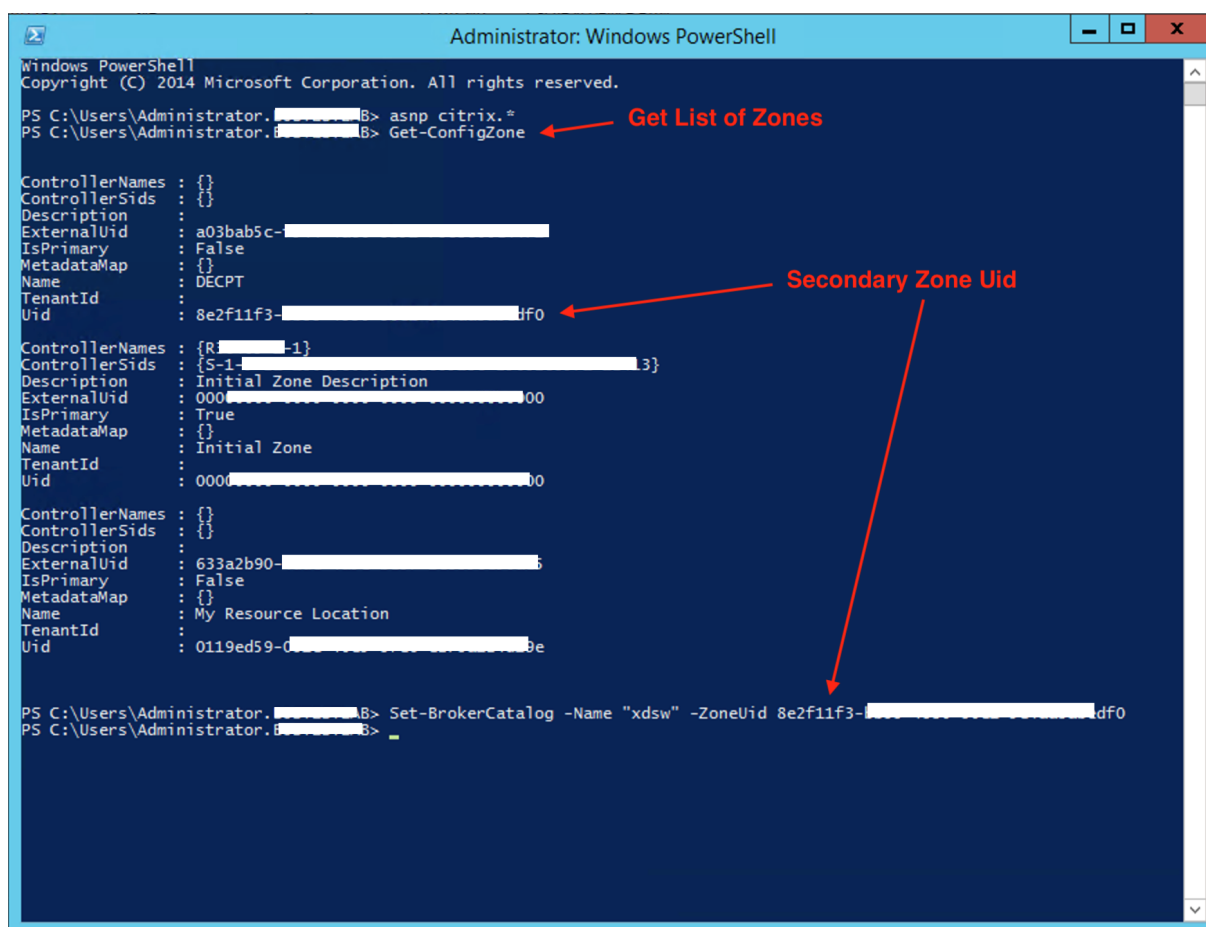 Administrator: Windows PowerShell
Windows PowerShell
Copyright (C) 2014 Microsoft Corporation. All rights reserved.
PS C:\Users\Administrator. B> asnp citrix.*
PS C:\Users\Administrator. B> Get-ConfigZone
Get List of Zones
ControllerNames : {}
ControllerSids : {}
Description :
ExternalUid : a03bab5c-
IsPrimary : False
MetadataMap : {}
Name : DECPT
TenantId :
Uid : 8e2f11f3- df0
Secondary Zone Uid
ControllerNames : {R -1}
ControllerSids : {S-1- 13}
Description : Initial Zone Description
ExternalUid : 000 00
IsPrimary : True
MetadataMap : {}
Name : Initial Zone
TenantId :
Uid : 000 00
ControllerNames : {}
ControllerSids : {}
Description :
ExternalUid : 633a2b90-
IsPrimary : False
MetadataMap : {}
Name : My Resource Location
TenantId :
Uid : 0119ed59- 9e
PS C:\Users\Administrator. B> Set-BrokerCatalog -Name "xdsw" -ZoneUid 8e2f11f3- df0
PS C:\Users\Administrator. B>